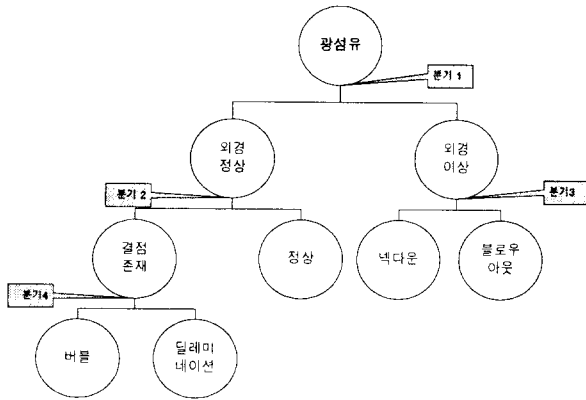 광섬유
분기 1
외경
정상
외경
이상
분기 2
분기3
결점
존재
정상
넥다운
블로우
아웃
분기4
버블
딜레미
네이션